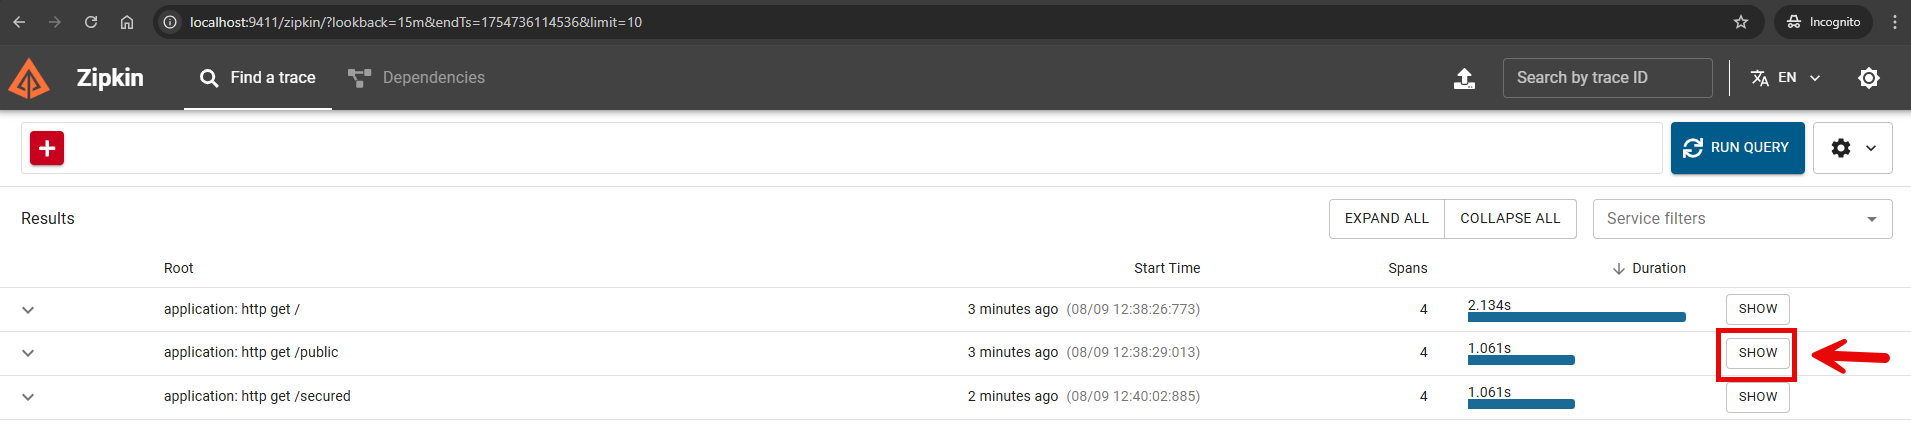 localhost:9411/zipkin/?lookback=15m&endTs=1754736114536&limit=10 Incognito
Zipkin Find a trace Dependencies Search by trace ID EN
RUN QUERY
Results EXPAND ALL COLLAPSE ALL Service filters
Root Start Time Spans Duration
application: http get / 3 minutes ago (08/09 12:38:26:773) 4 2.134s SHOW
application: http get /public 3 minutes ago (08/09 12:38:29:013) 4 1.061s SHOW
application: http get /secured 2 minutes ago (08/09 12:40:02:885) 4 1.061s SHOW